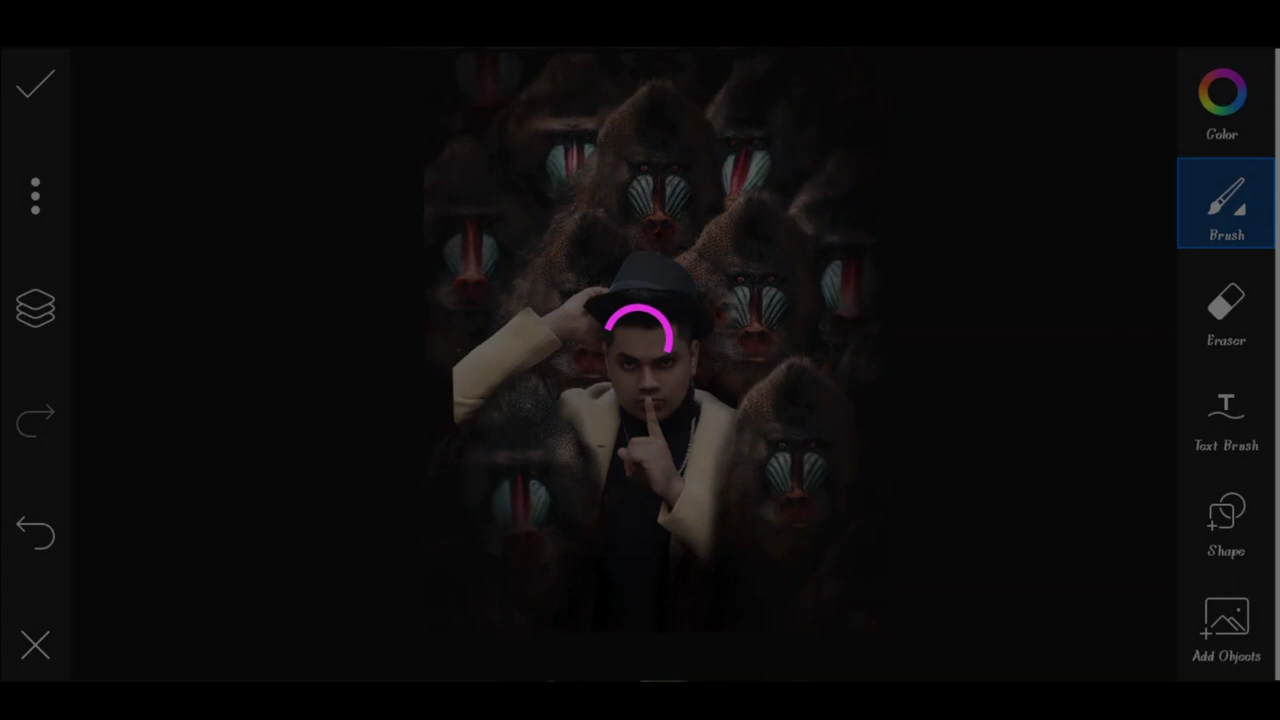 Color
Brush
Eraser
Text Brush
Shape
Add Objects